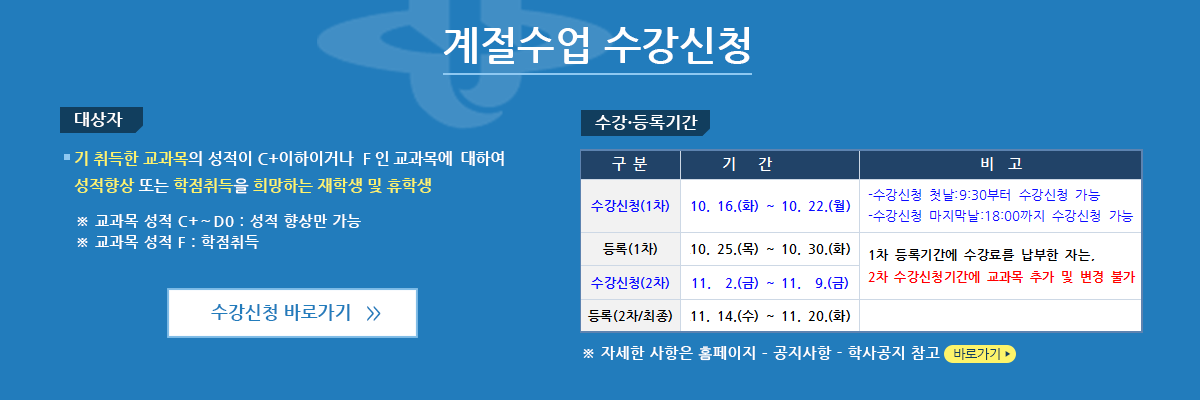 계절수업 수강신청
대상자
기 취득한 교과목의 성적이 C+이하이거나 F인 교과목에 대하여
성적향상 또는 학점취득을 희망하는 재학생 및 휴학생
※ 교과목 성적 C+~D0 : 성적 향상만 가능
※ 교과목 성적 F : 학점취득
수강신청 바로가기 »
수강·등록기간
구 분 기 간 비 고
수강신청(1차) 10. 16.(화) ~ 10. 22.(월)
-수강신청 첫날:9:30부터 수강신청 가능
-수강신청 마지막날:18:00까지 수강신청 가능
등록(1차) 10. 25.(목) ~ 10. 30.(화)
수강신청(2차) 11. 2.(금) ~ 11. 9.(금)
1차 등록기간에 수강료를 납부한 자는,
2차 수강신청기간에 교과목 추가 및 변경 불가
등록(2차/최종) 11. 14.(수) ~ 11. 20.(화)
※ 자세한 사항은 홈페이지 - 공지사항 - 학사공지 참고 바로가기